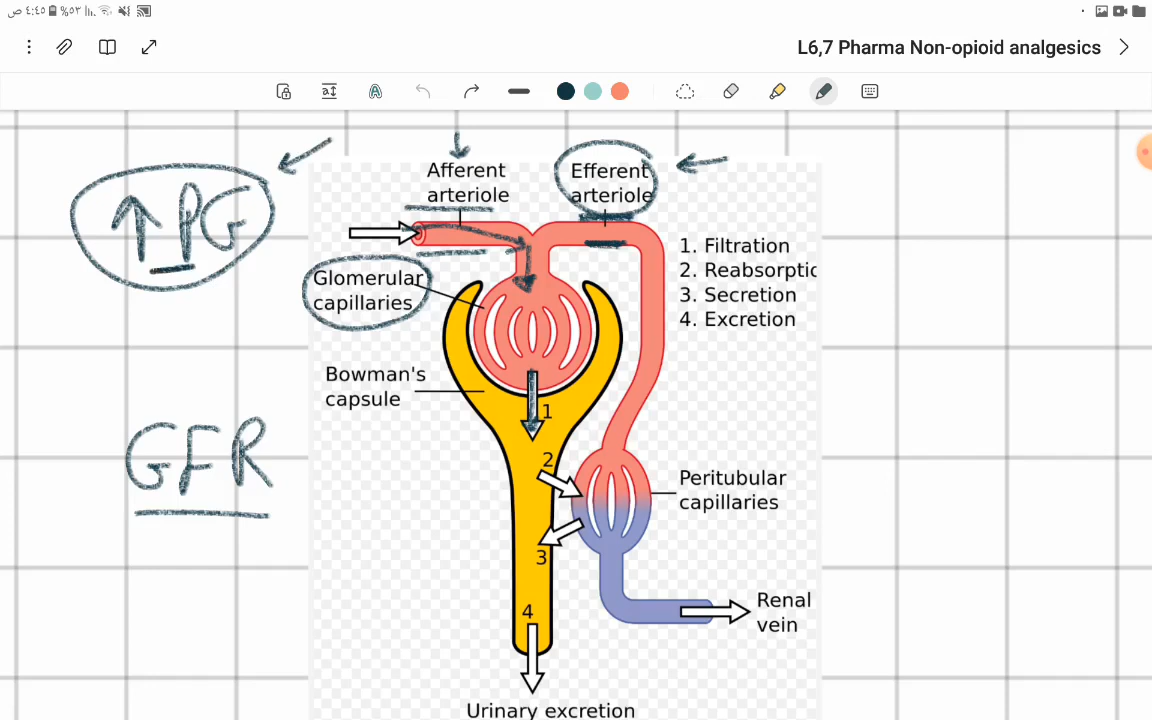 ٤:٤٥ ص
%٥٣
L6,7 Pharma Non-opioid analgesics
Afferent
arteriole
Efferent
arteriole
↑ PG
1. Filtration
2. Reabsorptic
3. Secretion
4. Excretion
Glomerular
capillaries
Bowman's
capsule
1
GFR
2
Peritubular
capillaries
3
4
Renal
vein
Urinary excretion